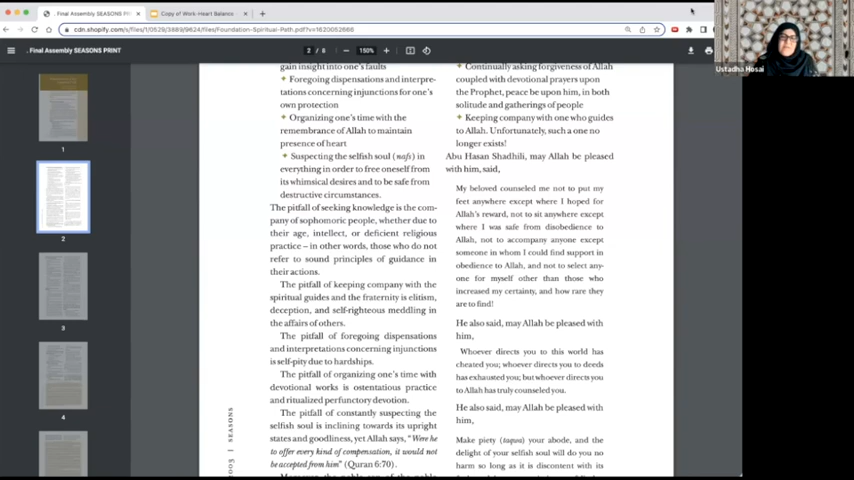 . Final Assembly SEASONS PRINT
Copy of Work-Heart Balance
cdn.shopify.com/s/files/1/0529/3889/9624/files/Foundation-Spiritual-Path.pdf?v=1620052666
. Final Assembly SEASONS PRINT
2 / 8
150%
Ustadha Hosai
1
2
3
4
gain insight into one's faults
✦ Foregoing dispensations and interpre-
tations concerning injunctions for one's
own protection
✦ Organizing one's time with the
remembrance of Allah to maintain
presence of heart
✦ Suspecting the selfish soul (nafs) in
everything in order to free oneself from
its whimsical desires and to be safe from
destructive circumstances.
The pitfall of seeking knowledge is the com-
pany of sophomoric people, whether due to
their age, intellect, or deficient religious
practice – in other words, those who do not
refer to sound principles of guidance in
their actions.
The pitfall of keeping company with the
spiritual guides and the fraternity is elitism,
deception, and self-righteous meddling in
the affairs of others.
The pitfall of foregoing dispensations
and interpretations concerning injunctions
is self-pity due to hardships.
The pitfall of organizing one's time with
devotional works is ostentatious practice
and ritualized perfunctory devotion.
The pitfall of constantly suspecting the
selfish soul is inclining towards its upright
states and goodliness, yet Allah says, "Were he
to offer every kind of compensation, it would not
be accepted from him" (Quran 6:70).
2003 | SEASONS
✦ Continually asking forgiveness of Allah
coupled with devotional prayers upon
the Prophet, peace be upon him, in both
solitude and gatherings of people
✦ Keeping company with one who guides
to Allah. Unfortunately, such a one no
longer exists!
Abu Hasan Shadhili, may Allah be pleased
with him, said,
My beloved counseled me not to put my
feet anywhere except where I hoped for
Allah's reward, not to sit anywhere except
where I was safe from disobedience to
Allah, not to accompany anyone except
someone in whom I could find support in
obedience to Allah, and not to select any-
one for myself other than those who
increased my certainty, and how rare they
are to find!
He also said, may Allah be pleased with
him,
Whoever directs you to this world has
cheated you; whoever directs you to deeds
has exhausted you; but whoever directs you
to Allah has truly counseled you.
He also said, may Allah be pleased with
him,
Make piety (taqwa) your abode, and the
delight of your selfish soul will do you no
harm so long as it is discontent with its